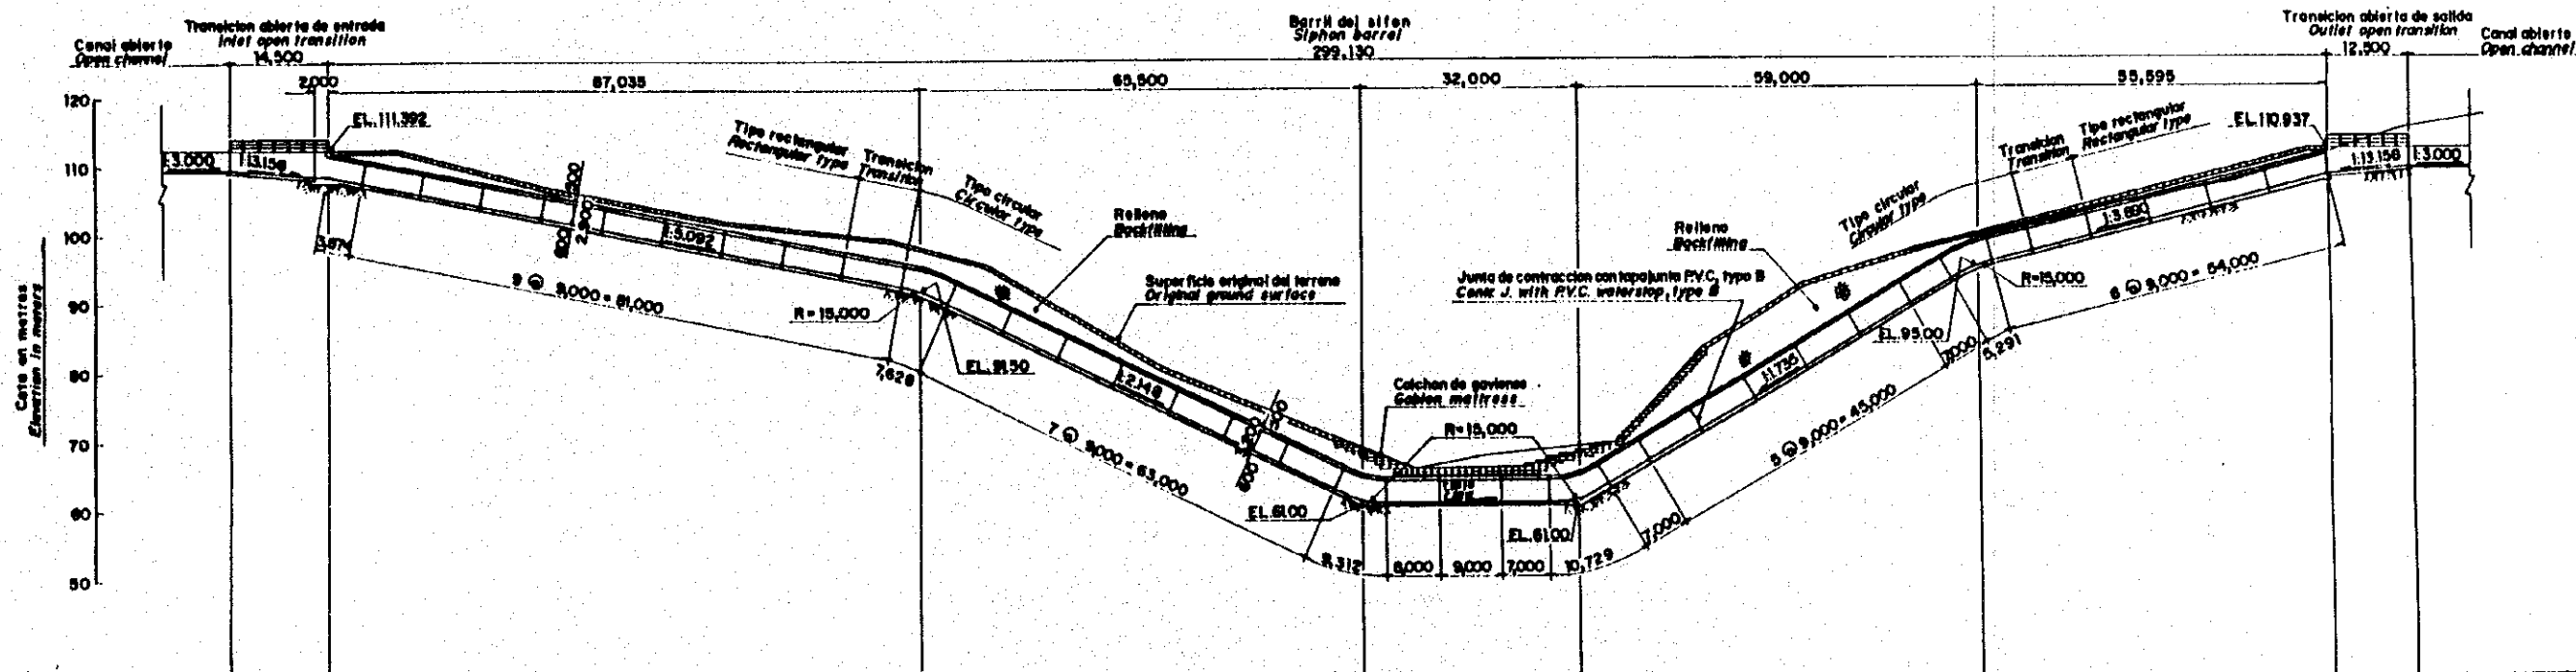 Canal abierto
Open channel
Transicion abierta de entrada
Inlet open transition
14,500
Barril del sifon
Siphon barrel
299,130
Transicion abierta de salida
Outlet open transition
12,500
Canal abierto
Open channel
2,000
87,035
65,500
32,000
59,000
55,595
Cota en metros
Elevation in meters
120
110
100
90
80
70
60
50
1:3.000
1:13.158
EL.111.392
Tipo rectangular
Rectangular type
Transicion
Transition
Tipo circular
Circular type
Relleno
Backfilling
Superficie original del terreno
Original ground surface
2,900
600
1:5.092
9 @ 9,000 = 81,000
R=15,000
7,628
EL.91.50
1:2.148
7 @ 9,000 = 63,000
600
EL.61.00
9,312
Colchon de gaviones
Gabion mattress
R=15,000
8,000
9,000
7,000
EL.61.00
10,729
7,000
Junta de contraccion con tapajunta P.V.C, type B
Contr. J. with P.V.C. waterstop, type B
Relleno
Backfilling
1:1.735
5 @ 9,000 = 45,000
7,000
5,291
EL.95.00
R=15,000
Tipo circular
Circular type
Transicion
Transition
Tipo rectangular
Rectangular type
1:3.890
6 @ 9,000 = 54,000
EL.110.937
1:13.158
1:3.000